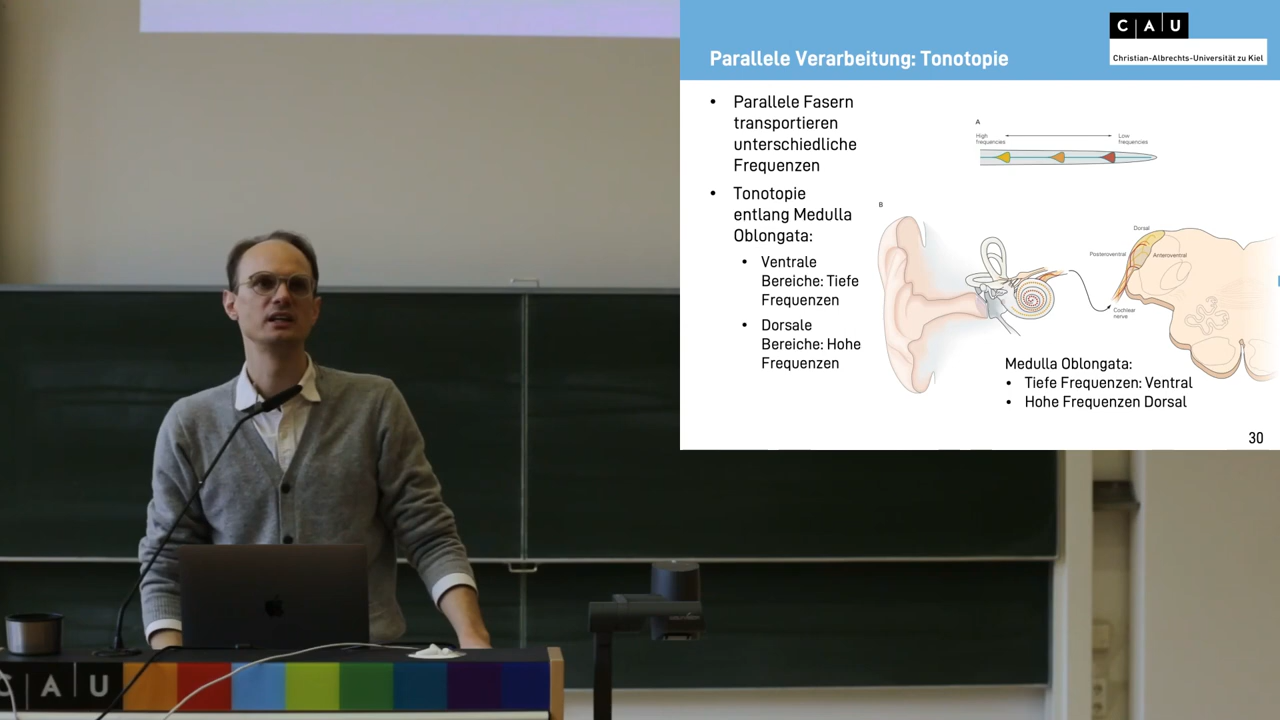 Parallele Verarbeitung: Tonotopie
C A U
Christian-Albrechts-Universität zu Kiel
• Parallele Fasern
transportieren
unterschiedliche
Frequenzen
• Tonotopie
entlang Medulla
Oblongata:
• Ventrale
Bereiche: Tiefe
Frequenzen
• Dorsale
Bereiche: Hohe
Frequenzen
A
High
frequencies
Low
frequencies
B
Dorsal
Posteroventral
Anteroventral
Cochlear
nerve
Medulla Oblongata:
• Tiefe Frequenzen: Ventral
• Hohe Frequenzen Dorsal
30
C A U